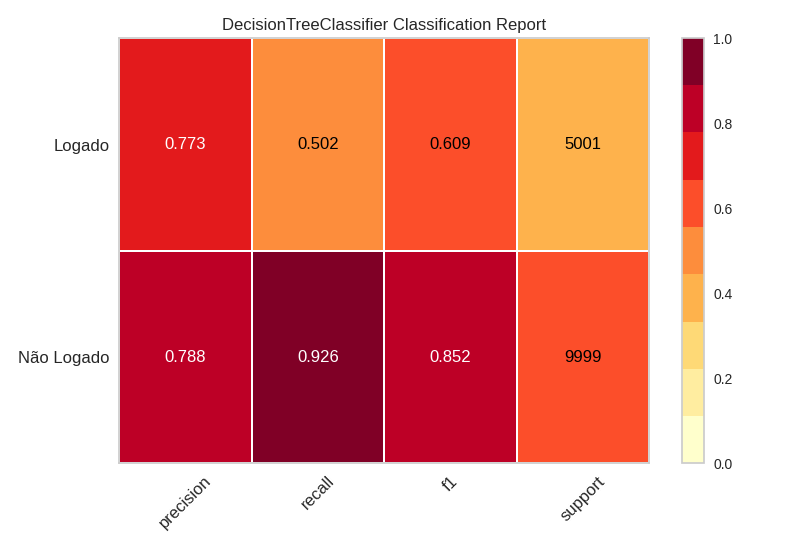 DecisionTreeClassifier Classification Report
Logado
0.773
0.502
0.609
5001
Não Logado
0.788
0.926
0.852
9999
precision
recall
f1
support
1.0
0.8
0.6
0.4
0.2
0.0